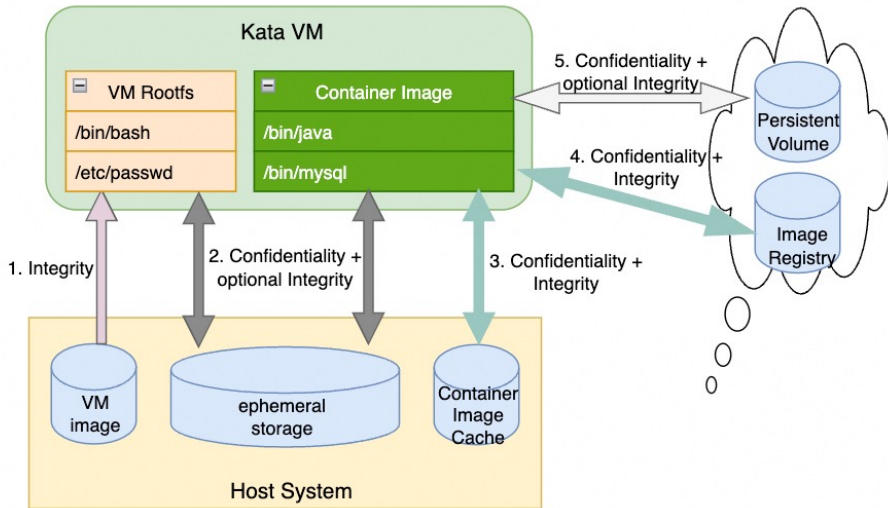 Kata VM
VM Rootfs
/bin/bash
/etc/passwd
Container Image
/bin/java
/bin/mysql
5. Confidentiality +
optional Integrity
Persistent
Volume
4. Confidentiality +
Integrity
Image
Registry
1. Integrity
2. Confidentiality +
optional Integrity
3. Confidentiality +
Integrity
VM
image
ephemeral
storage
Container
Image
Cache
Host System